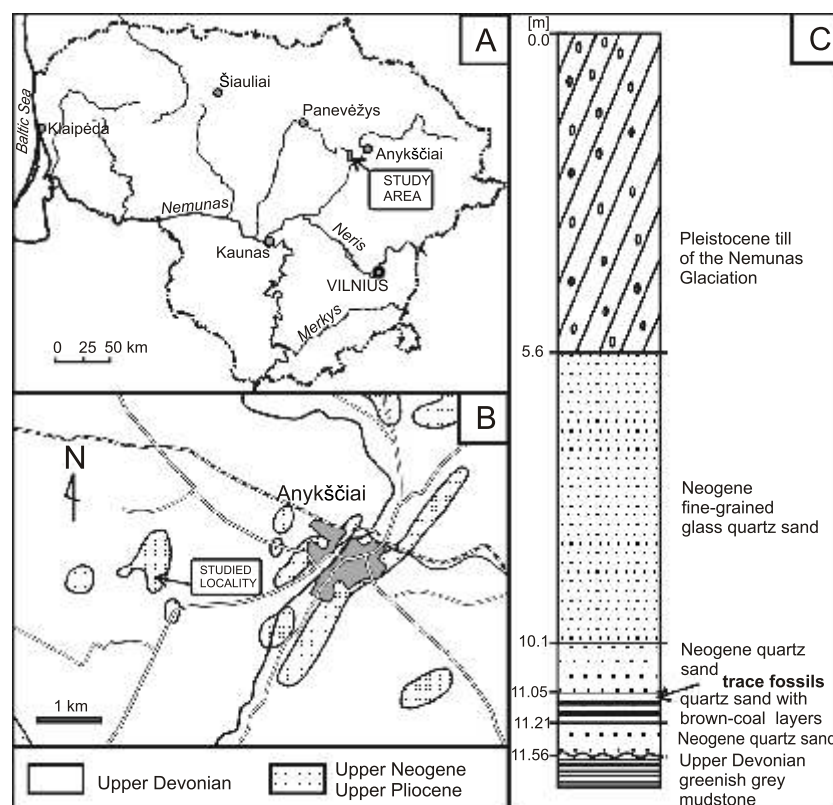 A
Baltic Sea
Klaipėda
Šiauliai
Panevėžys
Anykščiai
STUDY
AREA
Nemunas
Kaunas
Neris
VILNIUS
Merkys
0 25 50 km
B
N
Anykščiai
STUDIED
LOCALITY
1 km
Upper Devonian
Upper Neogene
Upper Pliocene
C
[m]
0.0
Pleistocene till
of the Nemunas
Glaciation
5.6
Neogene
fine-grained
glass quartz sand
10.1
Neogene quartz
sand
trace fossils
11.05
quartz sand with
brown-coal layers
11.21
Neogene quartz sand
11.56
Upper Devonian
greenish grey
mudstone